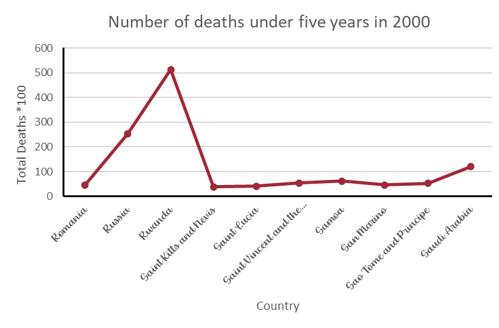 Number of deaths under five years in 2000
Total Deaths *100
600
500
400
300
200
100
0
Romania
Russia
Rwanda
Saint Kitts and Nevis
Saint Lucia
Saint Vincent and the...
Samoa
San Marino
Sao Tome and Principe
Saudi Arabia
Country